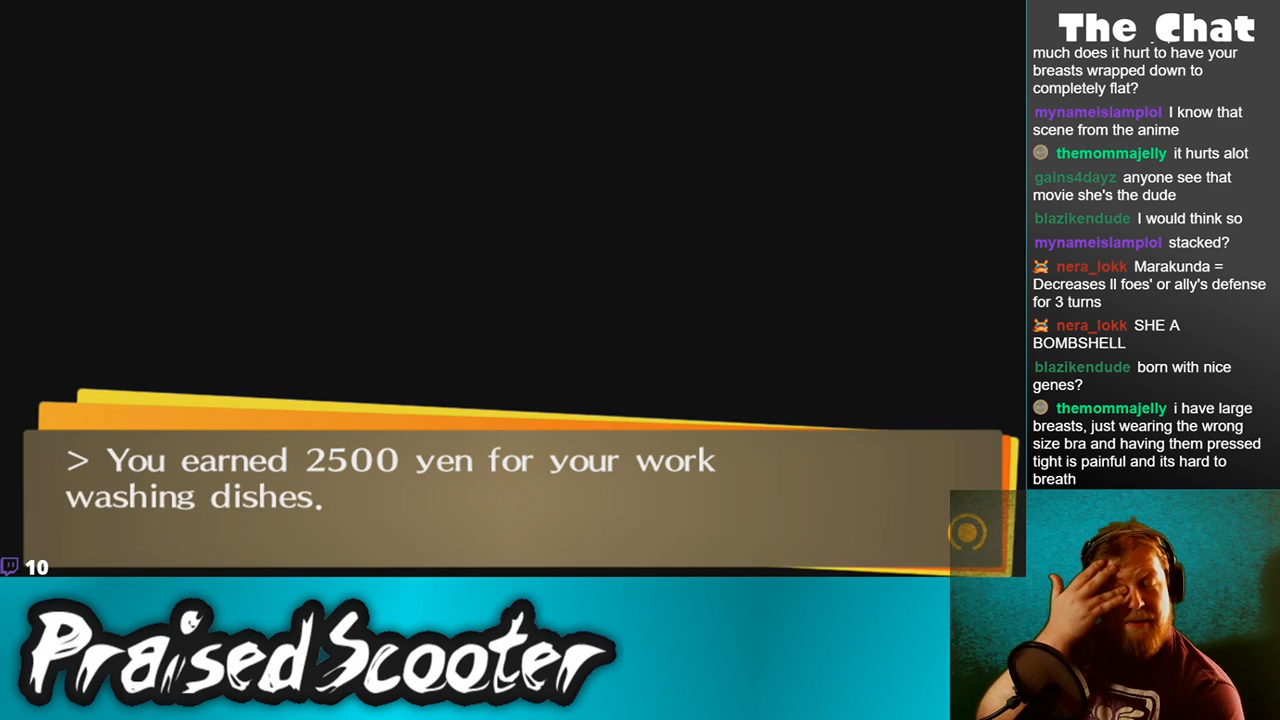 The Chat
much does it hurt to have your
breasts wrapped down to
completely flat?
mynameislamplol I know that
scene from the anime
themommajelly it hurts alot
gains4dayz anyone see that
movie she's the dude
blazikendude I would think so
mynameislamplol stacked?
nera_lokk Marakunda =
Decreases ll foes' or ally's defense
for 3 turns
nera_lokk SHE A
BOMBSHELL
blazikendude born with nice
genes?
themommajelly i have large
breasts, just wearing the wrong
size bra and having them pressed
tight is painful and its hard to
breath
> You earned 2500 yen for your work
washing dishes.
10
PraisedScooter